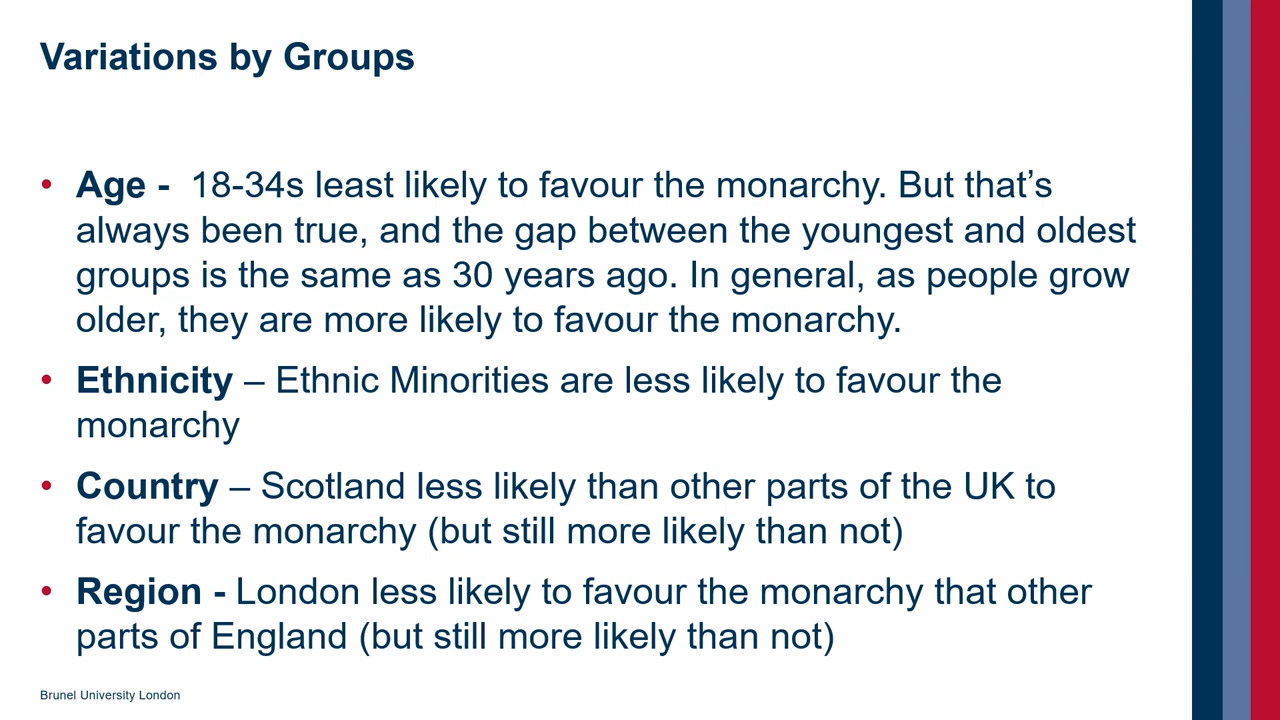 Variations by Groups
• Age -  18-34s least likely to favour the monarchy. But that’s
always been true, and the gap between the youngest and oldest
groups is the same as 30 years ago. In general, as people grow
older, they are more likely to favour the monarchy.
• Ethnicity – Ethnic Minorities are less likely to favour the
monarchy
• Country – Scotland less likely than other parts of the UK to
favour the monarchy (but still more likely than not)
• Region - London less likely to favour the monarchy that other
parts of England (but still more likely than not)
Brunel University London